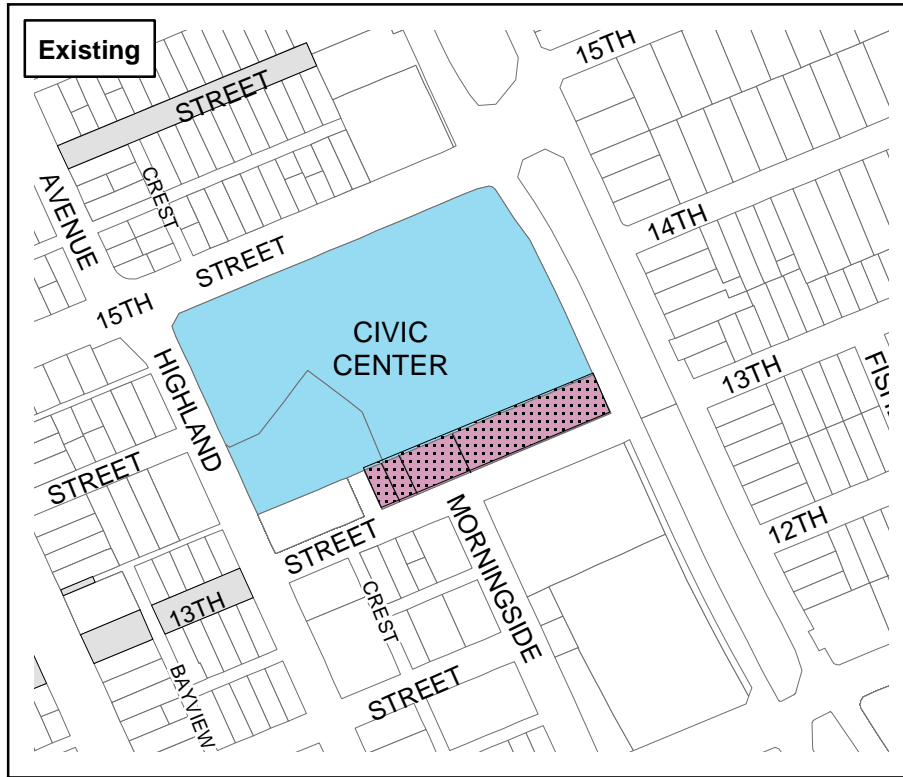 Existing
15TH
STREET
AVENUE
CREST
14TH
STREET
15TH
CIVIC
CENTER
HIGHLAND
13TH
STREET
MORNINGSIDE
12TH
STREET
13TH
CREST
BAYVIEW
STREET